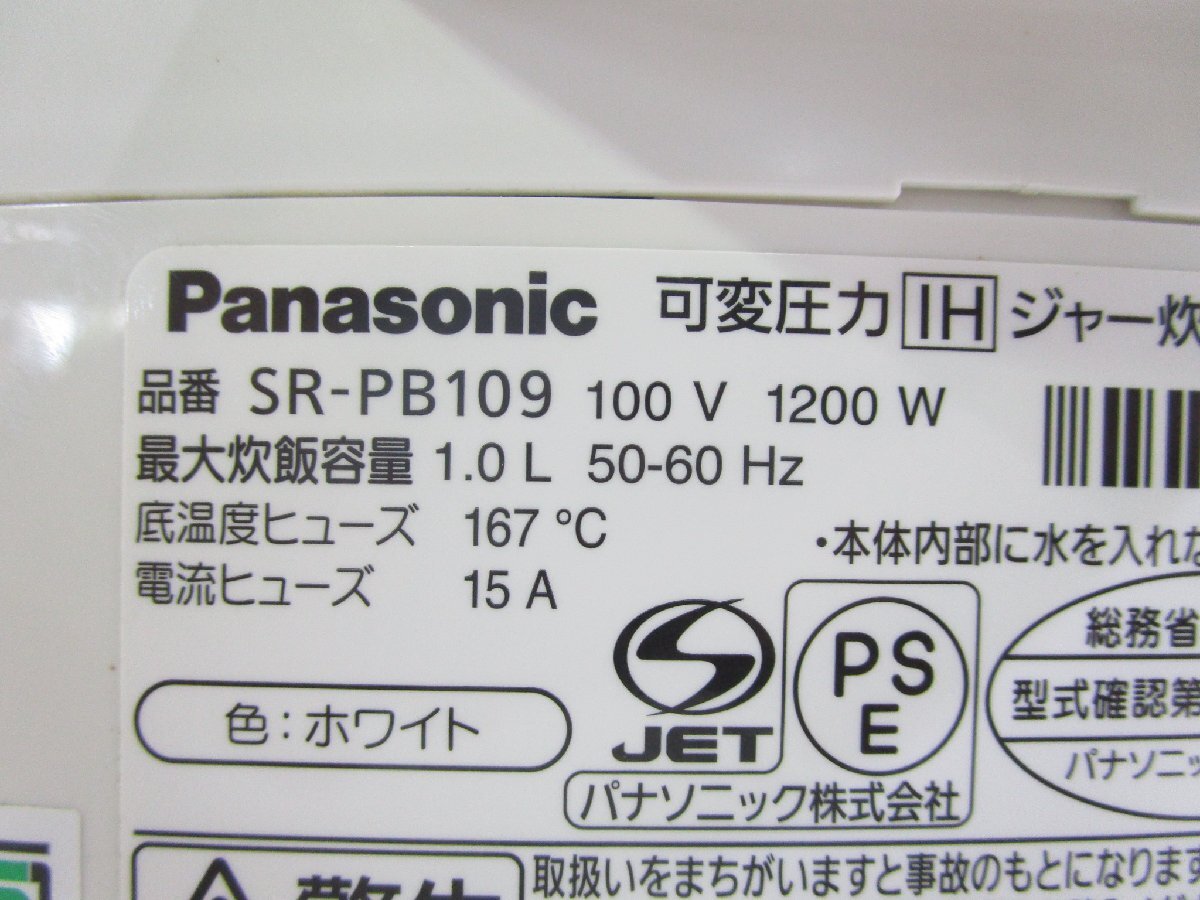 Panasonic 可変圧力 IH ジャー炊
品番 SR-PB109 100 V 1200 W
最大炊飯容量 1.0 L 50-60 Hz
底温度ヒューズ 167 °C
・本体内部に水を入れな
電流ヒューズ 15 A
総務省
PS
E
型式確認第
色：ホワイト
JET
パナソニッ
パナソニック株式会社
取扱いをまちがいますと事故のもとになります